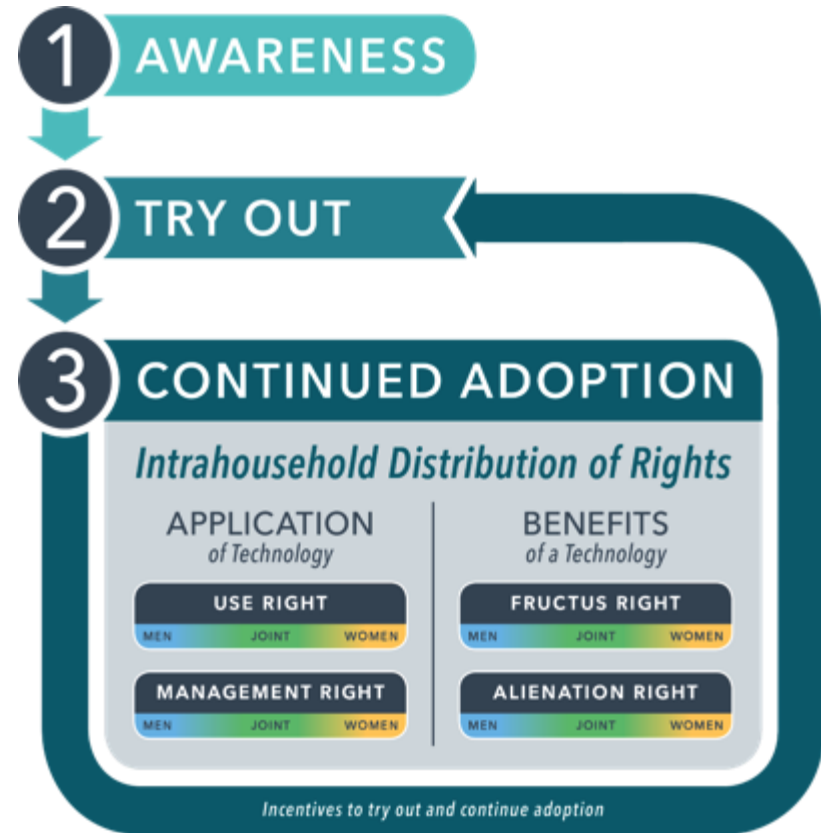 1 AWARENESS
2 TRY OUT
3 CONTINUED ADOPTION
Intrahousehold Distribution of Rights
APPLICATION
of Technology
USE RIGHT
MEN JOINT WOMEN
MANAGEMENT RIGHT
MEN JOINT WOMEN
BENEFITS
of a Technology
FRUCTUS RIGHT
MEN JOINT WOMEN
ALIENATION RIGHT
MEN JOINT WOMEN
Incentives to try out and continue adoption